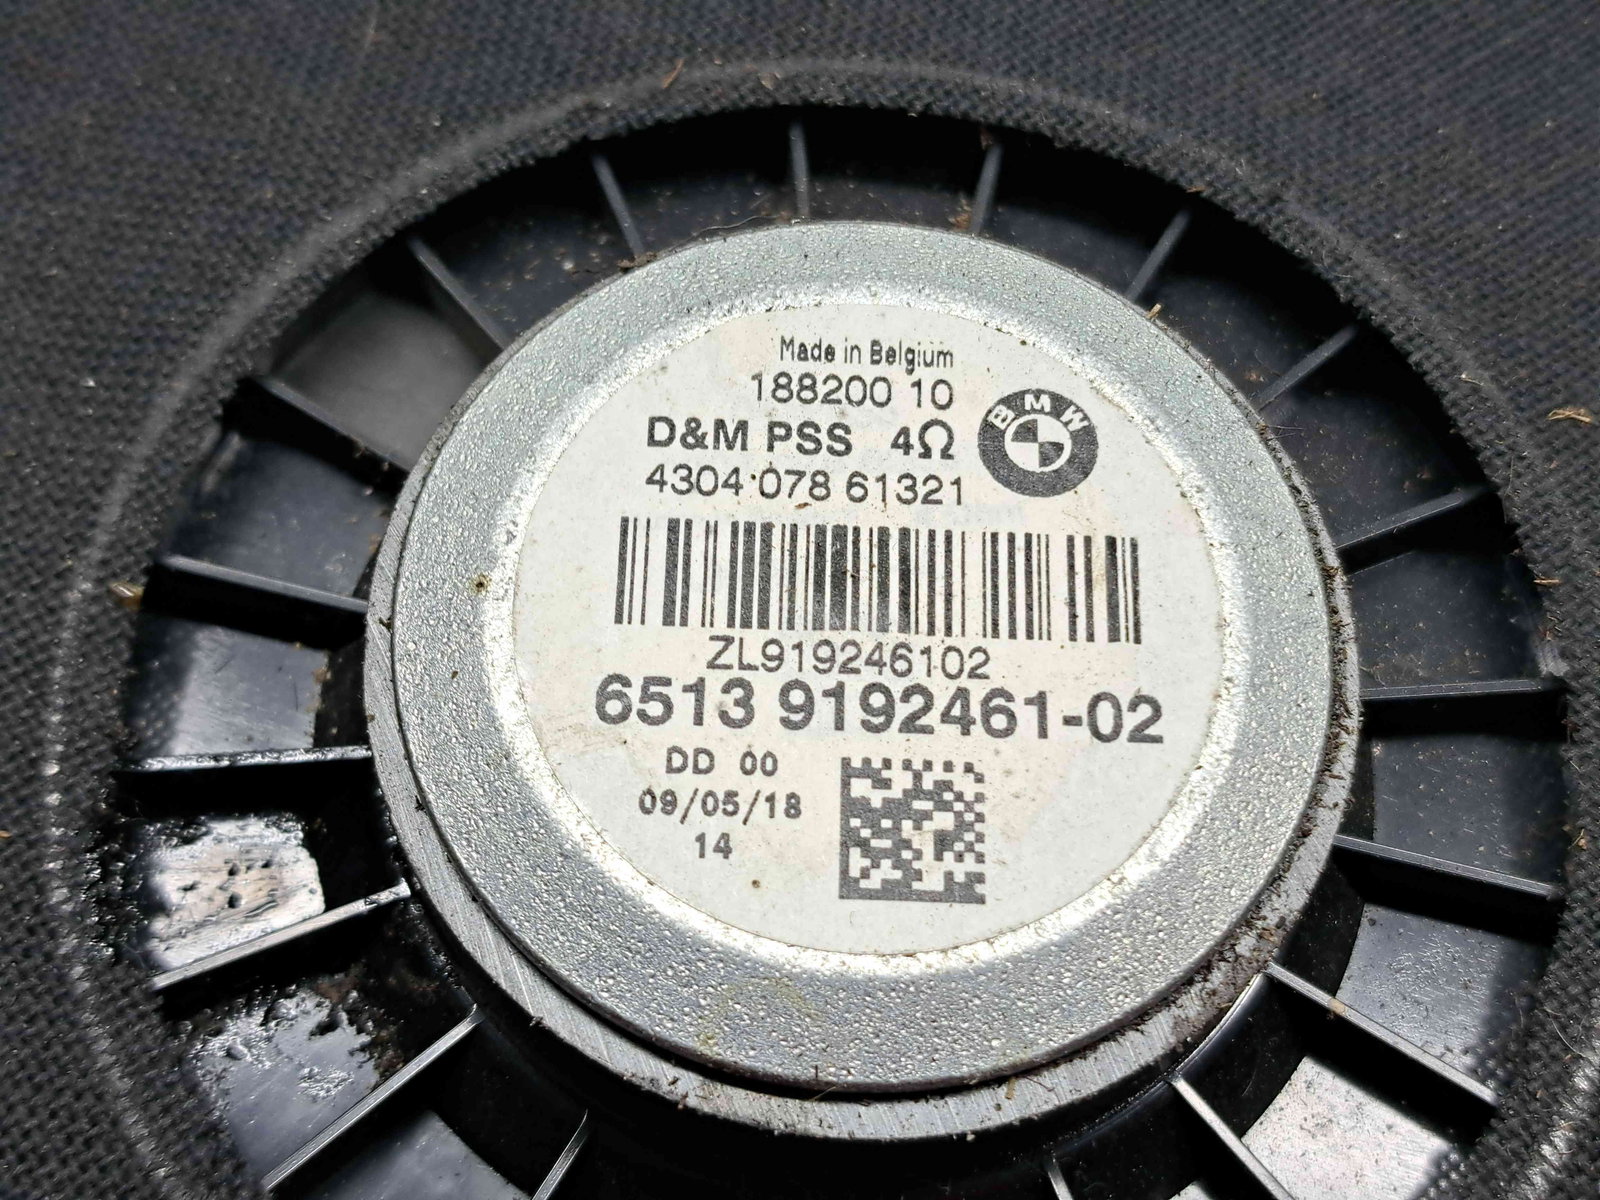 Made in Belgium
188200 10
D&M PSS 4Ω
BMW
4304 078 61321
ZL919246102
6513 9192461-02
DD 00
09/05/18
14